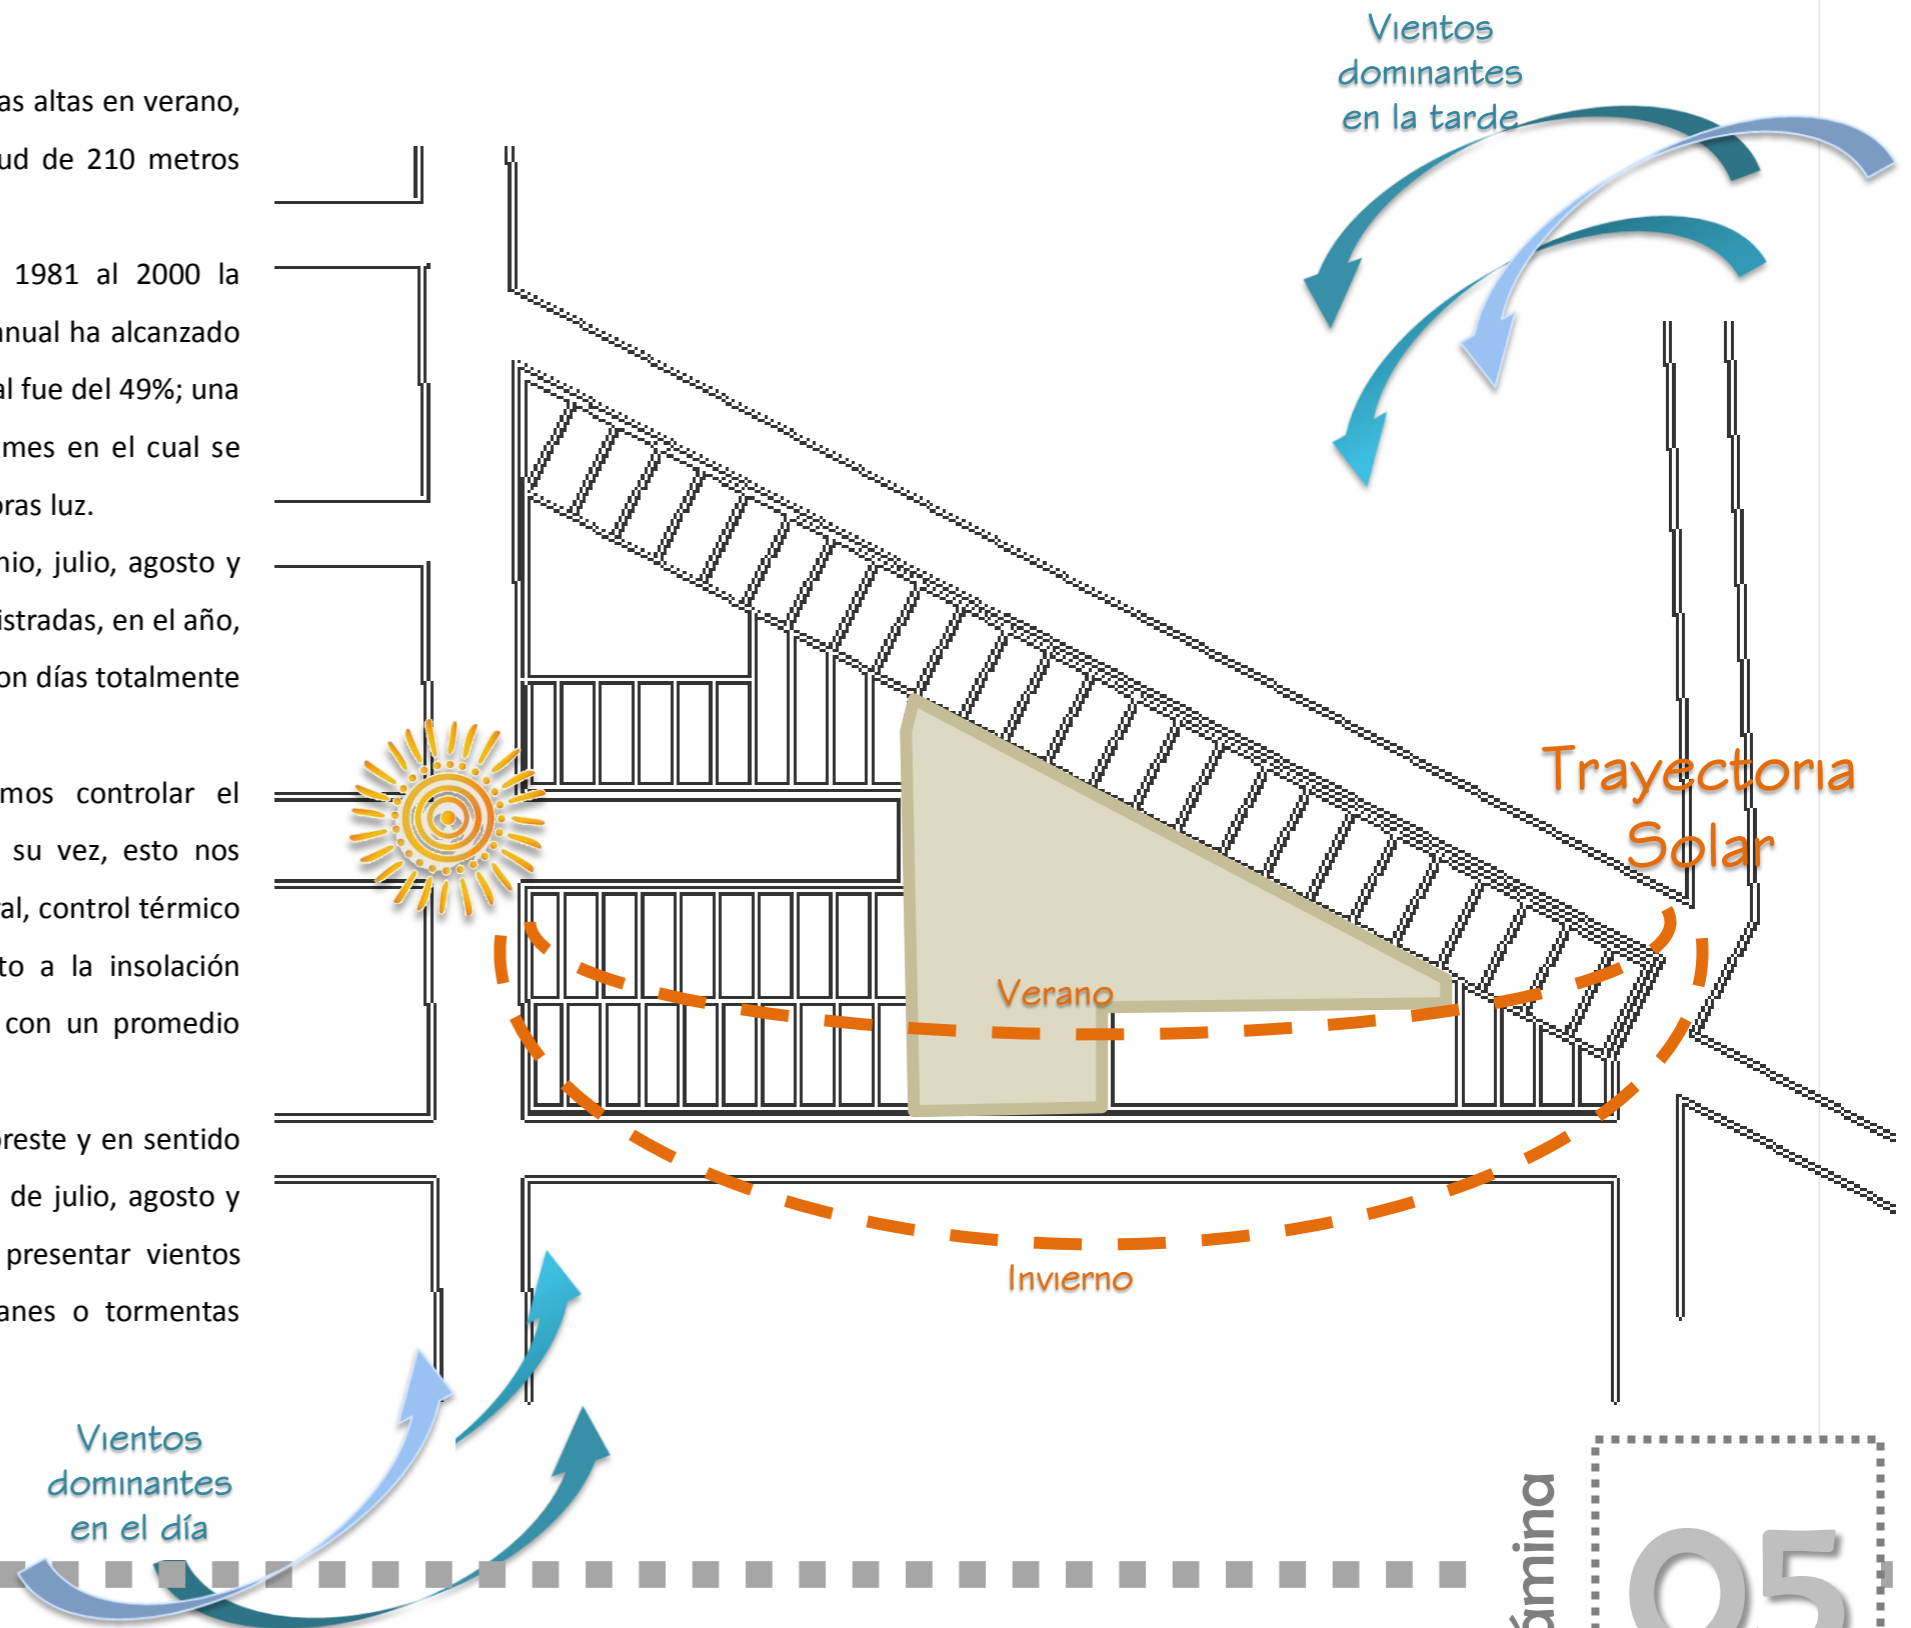 as altas en verano,
ud de 210 metros
1981 al 2000 la
nual ha alcanzado
al fue del 49%; una
mes en el cual se
oras luz.
nio, julio, agosto y
istradas, en el año,
on días totalmente
mos controlar el
su vez, esto nos
ral, control térmico
to a la insolación
con un promedio
oreste y en sentido
de julio, agosto y
presentar vientos
anes o tormentas
Vientos
dominantes
en la tarde
Trayectoria
Solar
Verano
Invierno
Vientos
dominantes
en el día
ámina
05